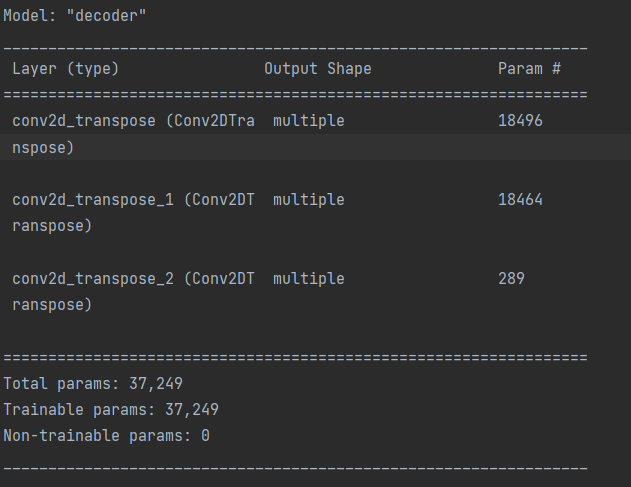 Model: "decoder"
_________________________________________________________________
 Layer (type)                Output Shape              Param #
=================================================================
 conv2d_transpose (Conv2DTra  multiple                 18496
 nspose)
 conv2d_transpose_1 (Conv2DT  multiple                 18464
 ranspose)
 conv2d_transpose_2 (Conv2DT  multiple                 289
 ranspose)
=================================================================
Total params: 37,249
Trainable params: 37,249
Non-trainable params: 0
_________________________________________________________________